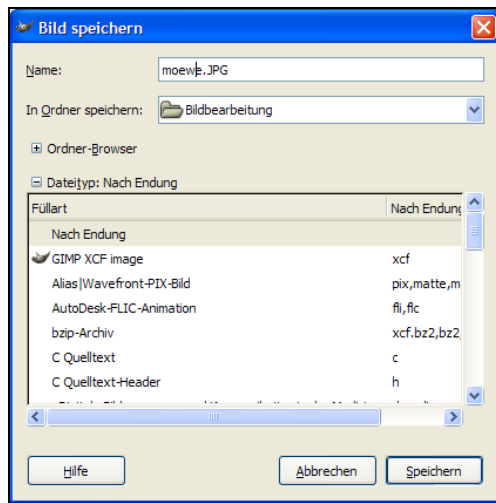 Bild speichern
Name: moewe.JPG
In Ordner speichern: Bildbearbeitung
Ordner-Browser
Dateityp: Nach Endung
Füllart Nach Endung
Nach Endung
GIMP XCF image xcf
Alias|Wavefront-PIX-Bild pix,matte,m
AutoDesk-FLIC-Animation fli,flc
bzip-Archiv xcf.bz2,bz2,
C Quelltext c
C Quelltext-Header h
Hilfe Abbrechen Speichern